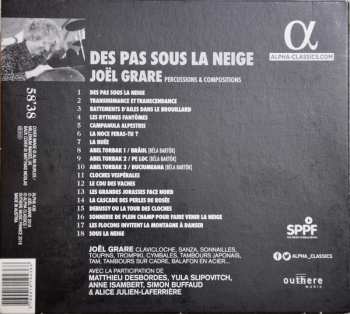 DES PAS SOUS LA NEIGE
JOËL GRARE PERCUSSIONS & COMPOSITIONS
α
ALPHA-CLASSICS.COM
1 DES PAS SOUS LA NEIGE
2 TRANSHUMANCE ET TRANSCENDANCE
3 BATTEMENTS D'AILES DANS LE BROUILLARD
4 LES RYTHMES FANTÔMES
5 CAMPANULA ALPESTRIS
6 LA NOCE FERAS-TU ?
7 LA NUÉE
8 ABEL TORBAK 1 / BRÂUL [BÉLA BARTÓK]
9 ABEL TORBAK 2 / PE LOC [BÉLA BARTÓK]
10 ABEL TORBAK 3 / BUCIUMEANA [BÉLA BARTÓK]
11 CLOCHES VESPÉRALES
12 LE COU DES VACHES
13 LES GRANDES JORASSES FACE NORD
14 LA CASCADE DES PERLES DE ROSÉE
15 DEBUSSY OU LA TOUR DES CLOCHES
16 SONNERIE DE PLEIN CHAMP POUR FAIRE VENIR LA NEIGE
17 LES FLOCONS INVITENT LA MONTAGNE À DANSER
18 SOUS LA NEIGE
JOËL GRARE CLAVICLOCHE, SANZA, SONNAILLES,
TOUPINS, TROMPIKI, CYMBALES, TAMBOURS JAPONAIS,
TAM, TAMBOURS SUR CADRE, BALAFON EN ACIER...
AVEC LA PARTICIPATION DE
MATTHIEU DESBORDES, YULA SLIPOVITCH,
ANNE ISAMBERT, SIMON BUFFAUD
& ALICE JULIEN-LAFERRIÈRE
58'38
SPPF
@ALPHA_CLASSICS
outhere
MUSIC